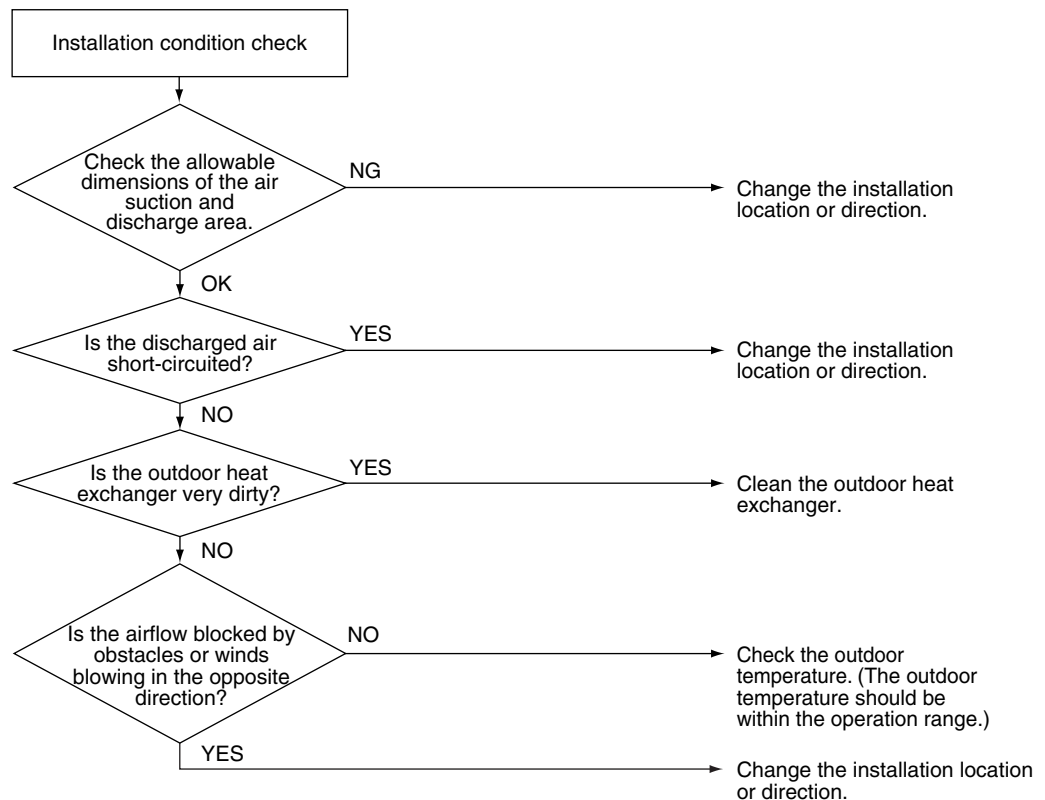 Installation condition check
Check the allowable
dimensions of the air
suction and
discharge area.
NG
Change the installation
location or direction.
OK
Is the discharged air
short-circuited?
YES
Change the installation
location or direction.
NO
Is the outdoor heat
exchanger very dirty?
YES
Clean the outdoor heat
exchanger.
NO
Is the airflow blocked by
obstacles or winds
blowing in the opposite
direction?
NO
Check the outdoor
temperature. (The outdoor
temperature should be
within the operation range.)
YES
Change the installation location
or direction.